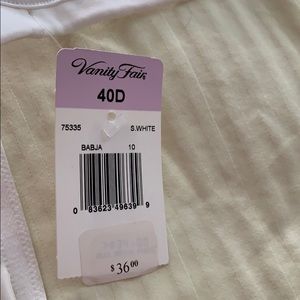 Vanity Fair
40D
75335 S.WHITE
BABJA 10
0 83623 49639 9
$36.00